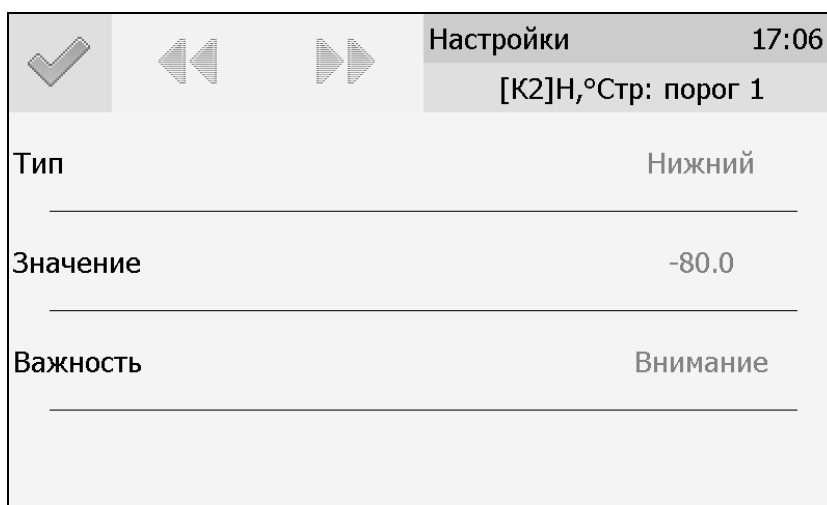 Настройки 17:06
[К2]Н,°Cтр: порог 1
Тип Нижний
Значение -80.0
Важность Внимание